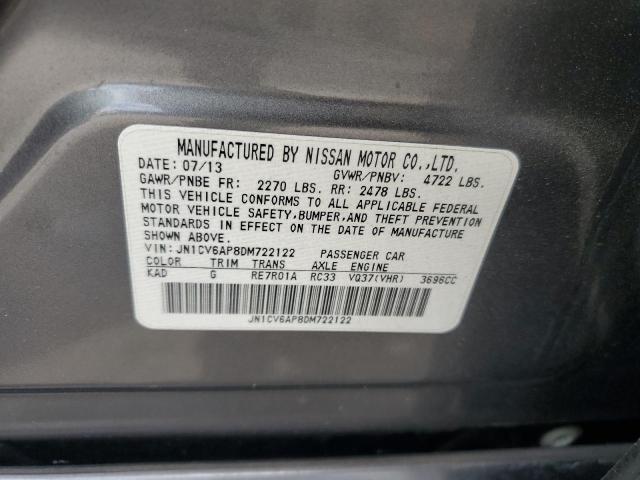 MANUFACTURED BY NISSAN MOTOR CO.,LTD.
DATE: 07/13 GVWR/PNBV: 4722 LBS.
GAWR/PNBE FR: 2270 LBS. RR: 2478 LBS.
THIS VEHICLE CONFORMS TO ALL APPLICABLE FEDERAL
MOTOR VEHICLE SAFETY,BUMPER,AND THEFT PREVENTION
STANDARDS IN EFFECT ON THE DATE OF MANUFACTURE
SHOWN ABOVE.
VIN: JN1CV6AP8DM722122 PASSENGER CAR
COLOR TRIM TRANS AXLE ENGINE
KAD G RE7R01A RC33 VQ37(VHR) 3696CC
JN1CV6AP8DM722122